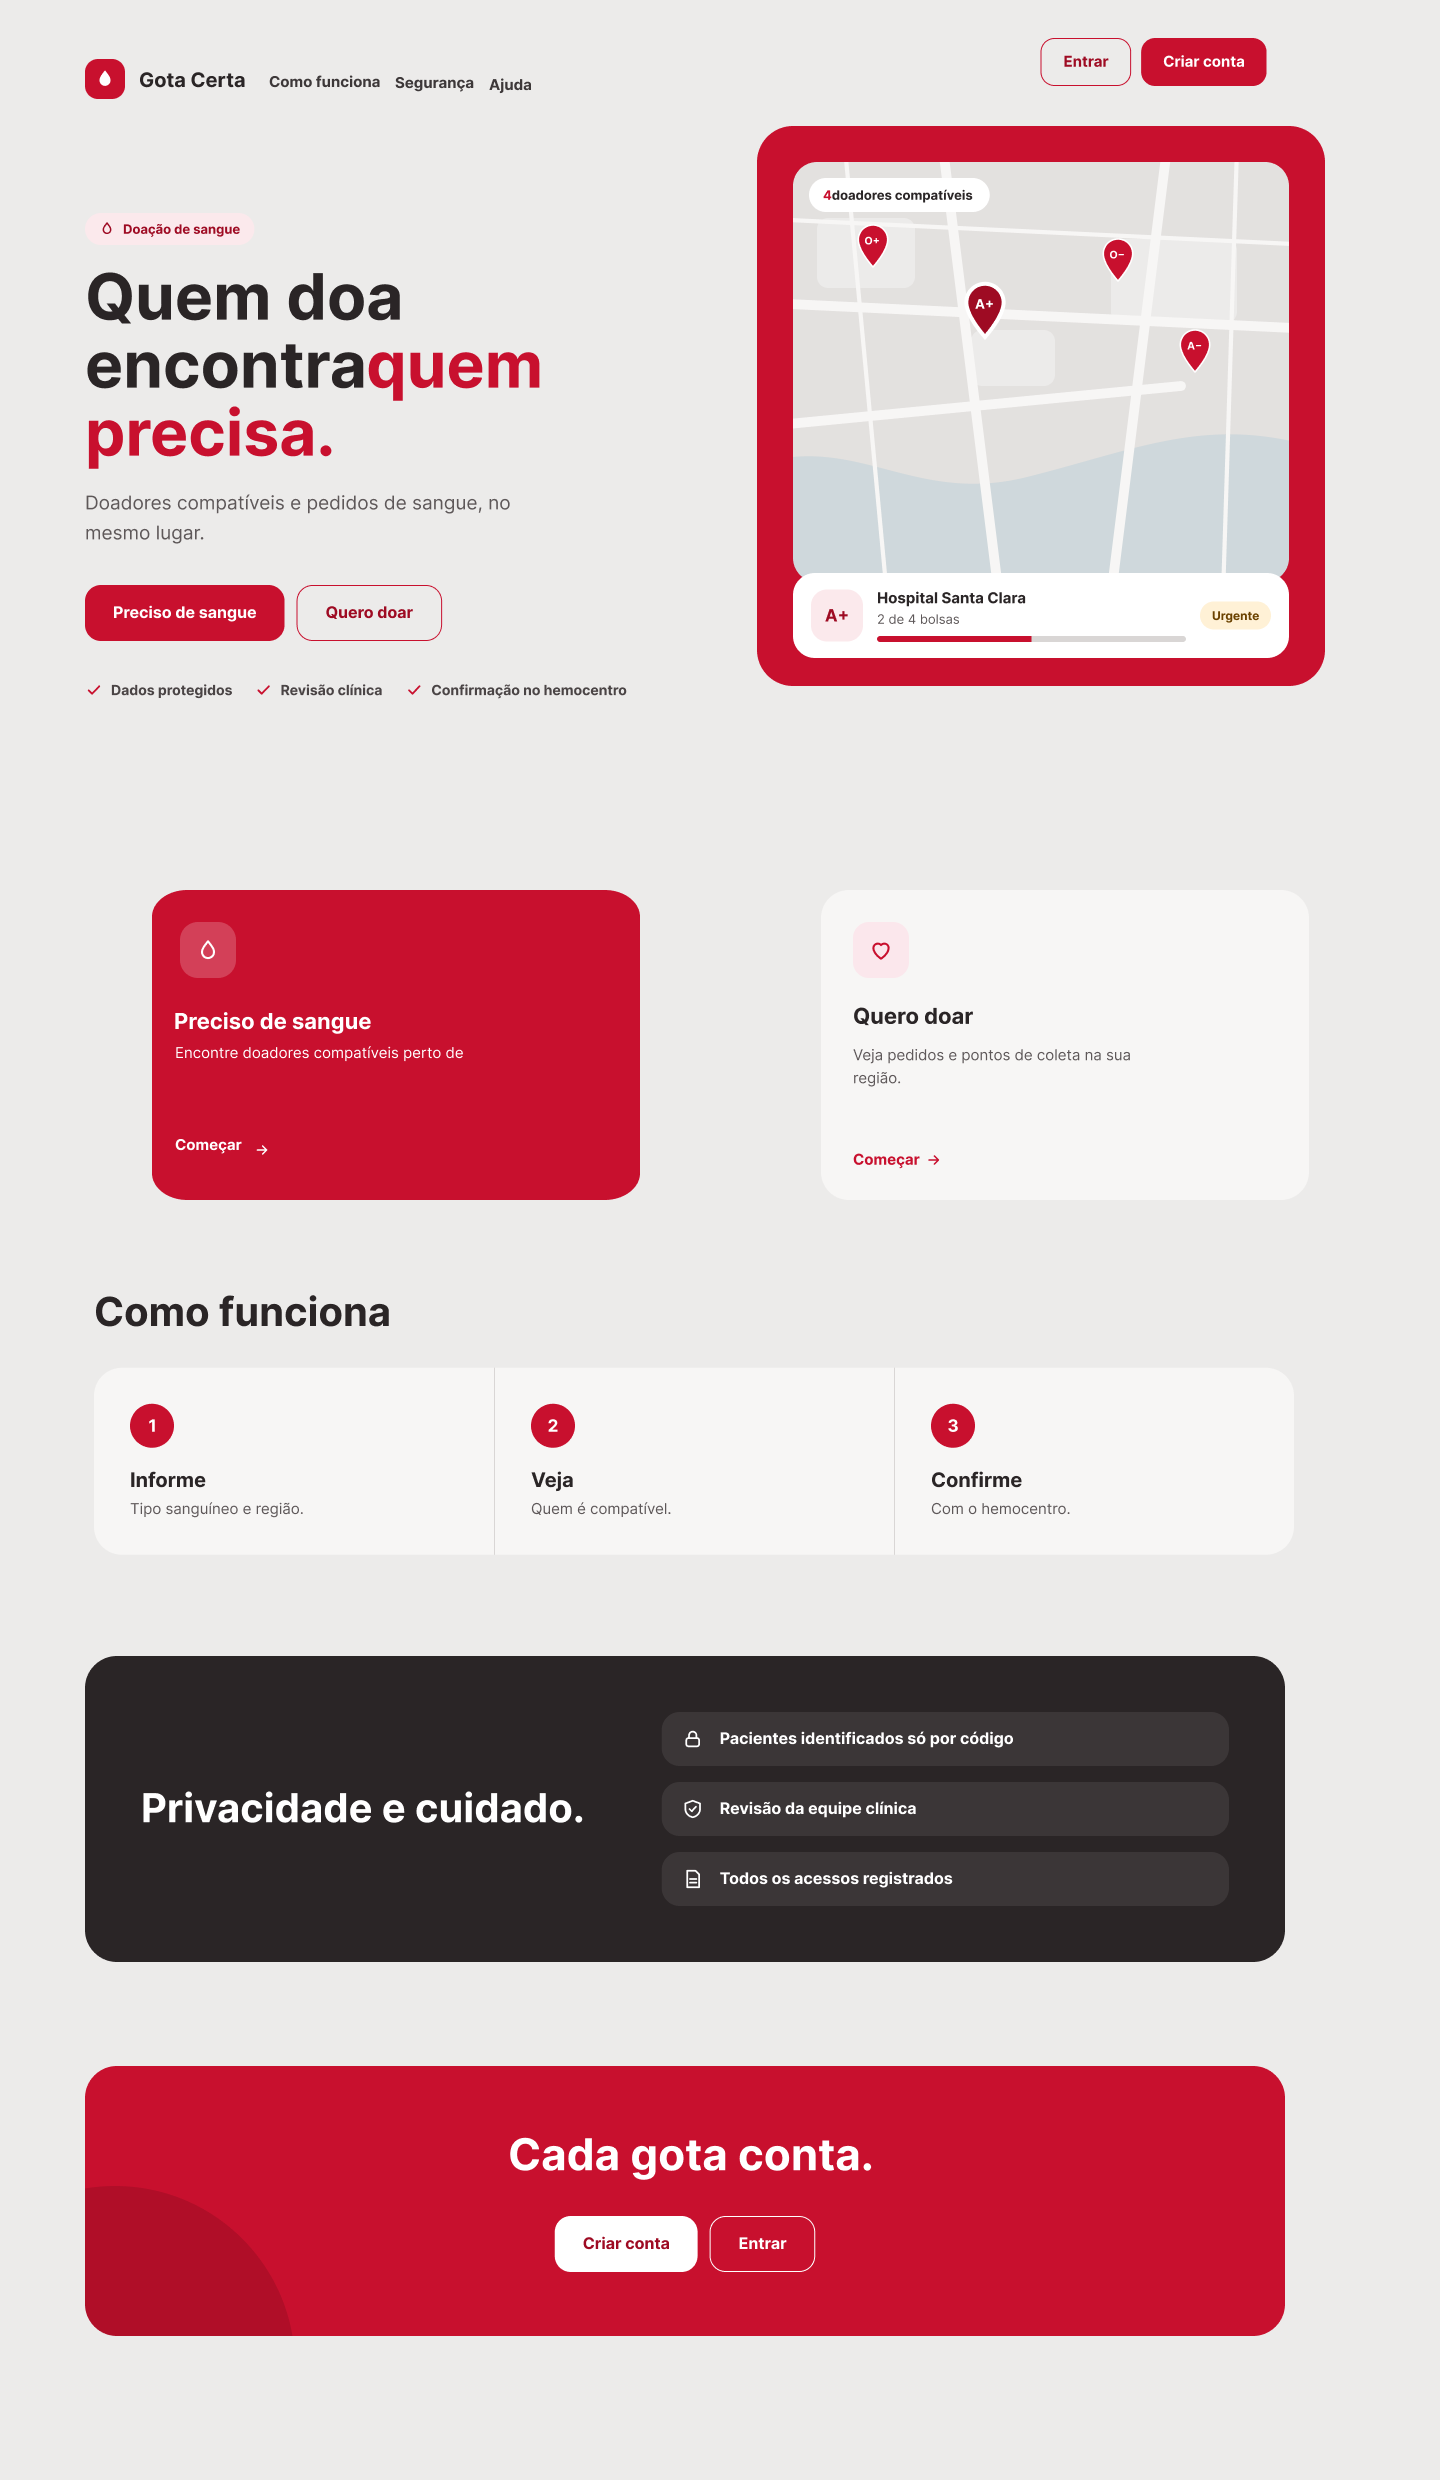 Gota Certa
Como funciona
Segurança
Ajuda
Entrar
Criar conta
Doação de sangue
Quem doa
encontraquem
precisa.
Doadores compatíveis e pedidos de sangue, no
mesmo lugar.
Preciso de sangue
Quero doar
Dados protegidos
Revisão clínica
Confirmação no hemocentro
4doadores compatíveis
O+
O−
A+
A−
A+
Hospital Santa Clara
2 de 4 bolsas
Urgente
Preciso de sangue
Encontre doadores compatíveis perto de
Começar
Quero doar
Veja pedidos e pontos de coleta na sua
região.
Começar
Como funciona
1
Informe
Tipo sanguíneo e região.
2
Veja
Quem é compatível.
3
Confirme
Com o hemocentro.
Privacidade e cuidado.
Pacientes identificados só por código
Revisão da equipe clínica
Todos os acessos registrados
Cada gota conta.
Criar conta
Entrar